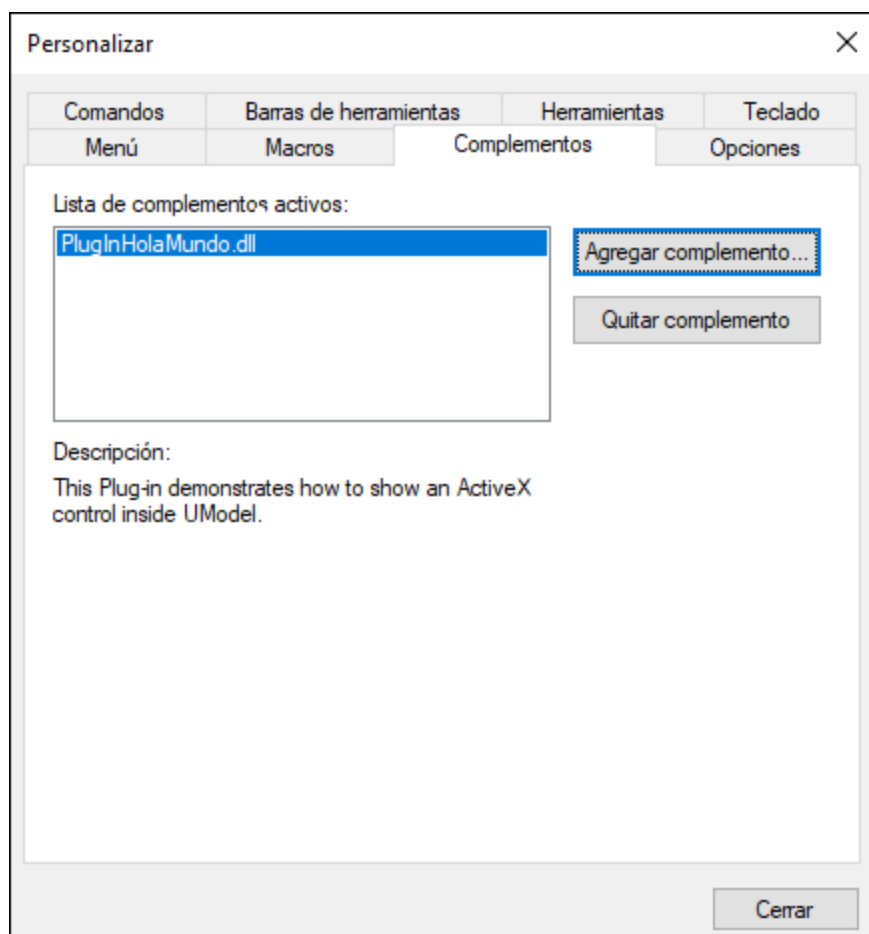 Personalizar
Comandos Barras de herramientas Herramientas Teclado
Menú Macros Complementos Opciones
Lista de complementos activos:
PlugInHolaMundo.dll
Agregar complemento...
Quitar complemento
Descripción:
This Plug-in demonstrates how to show an ActiveX
control inside UModel.
Cerrar